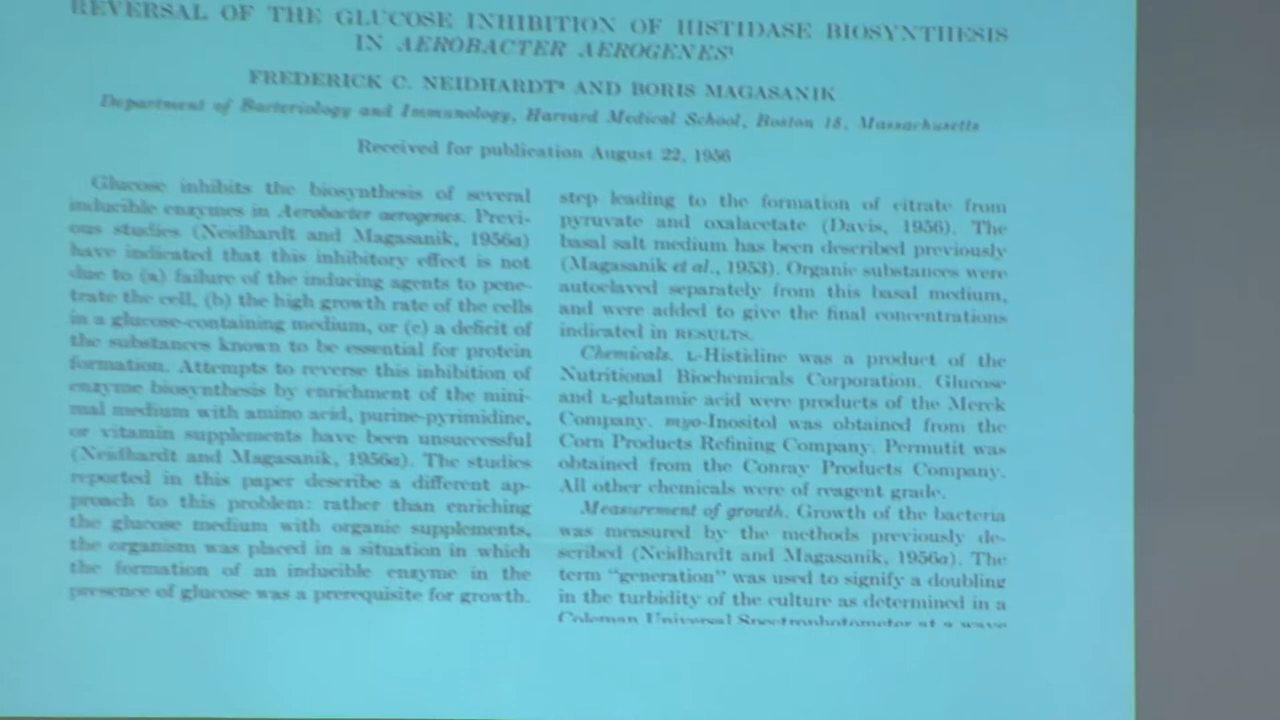 REVERSAL OF THE GLUCOSE INHIBITION OF HISTIDASE BIOSYNTHESIS
IN AEROBACTER AEROGENES¹
FREDERICK C. NEIDHARDT² AND BORIS MAGASANIK
Department of Bacteriology and Immunology, Harvard Medical School, Boston 15, Massachusetts
Received for publication August 22, 1956
Glucose inhibits the biosynthesis of several
inducible enzymes in Aerobacter aerogenes. Previ-
ous studies (Neidhardt and Magasanik, 1956a)
have indicated that this inhibitory effect is not
due to (a) failure of the inducing agents to pene-
trate the cell, (b) the high growth rate of the cells
in a glucose-containing medium, or (c) a deficit of
the substances known to be essential for protein
formation. Attempts to reverse this inhibition of
enzyme biosynthesis by enrichment of the mini-
mal medium with amino acid, purine-pyrimidine,
or vitamin supplements have been unsuccessful
(Neidhardt and Magasanik, 1956a). The studies
reported in this paper describe a different ap-
proach to this problem: rather than enriching
the glucose medium with organic supplements,
the organism was placed in a situation in which
the formation of an inducible enzyme in the
presence of glucose was a prerequisite for growth.
step leading to the formation of citrate from
pyruvate and oxalacetate (Davis, 1956). The
basal salt medium has been described previously
(Magasanik et al., 1953). Organic substances were
autoclaved separately from this basal medium,
and were added to give the final concentrations
indicated in RESULTS.
Chemicals. L-Histidine was a product of the
Nutritional Biochemicals Corporation. Glucose
and L-glutamic acid were products of the Merck
Company. myo-Inositol was obtained from the
Corn Products Refining Company. Permutit was
obtained from the Conray Products Company.
All other chemicals were of reagent grade.
Measurement of growth. Growth of the bacteria
was measured by the methods previously de-
scribed (Neidhardt and Magasanik, 1956a). The
term "generation" was used to signify a doubling
in the turbidity of the culture as determined in a
Coleman Universal Spectrophotometer at a wave